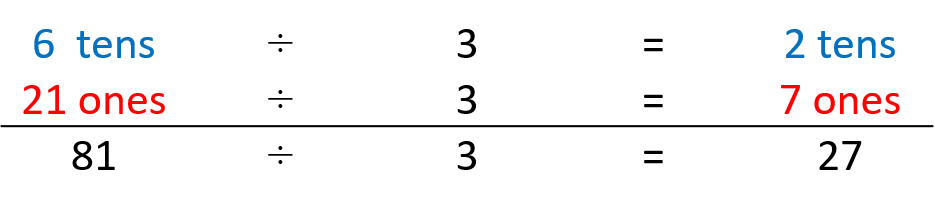 6 tens ÷ 3 = 2 tens
21 ones ÷ 3 = 7 ones
81 ÷ 3 = 27